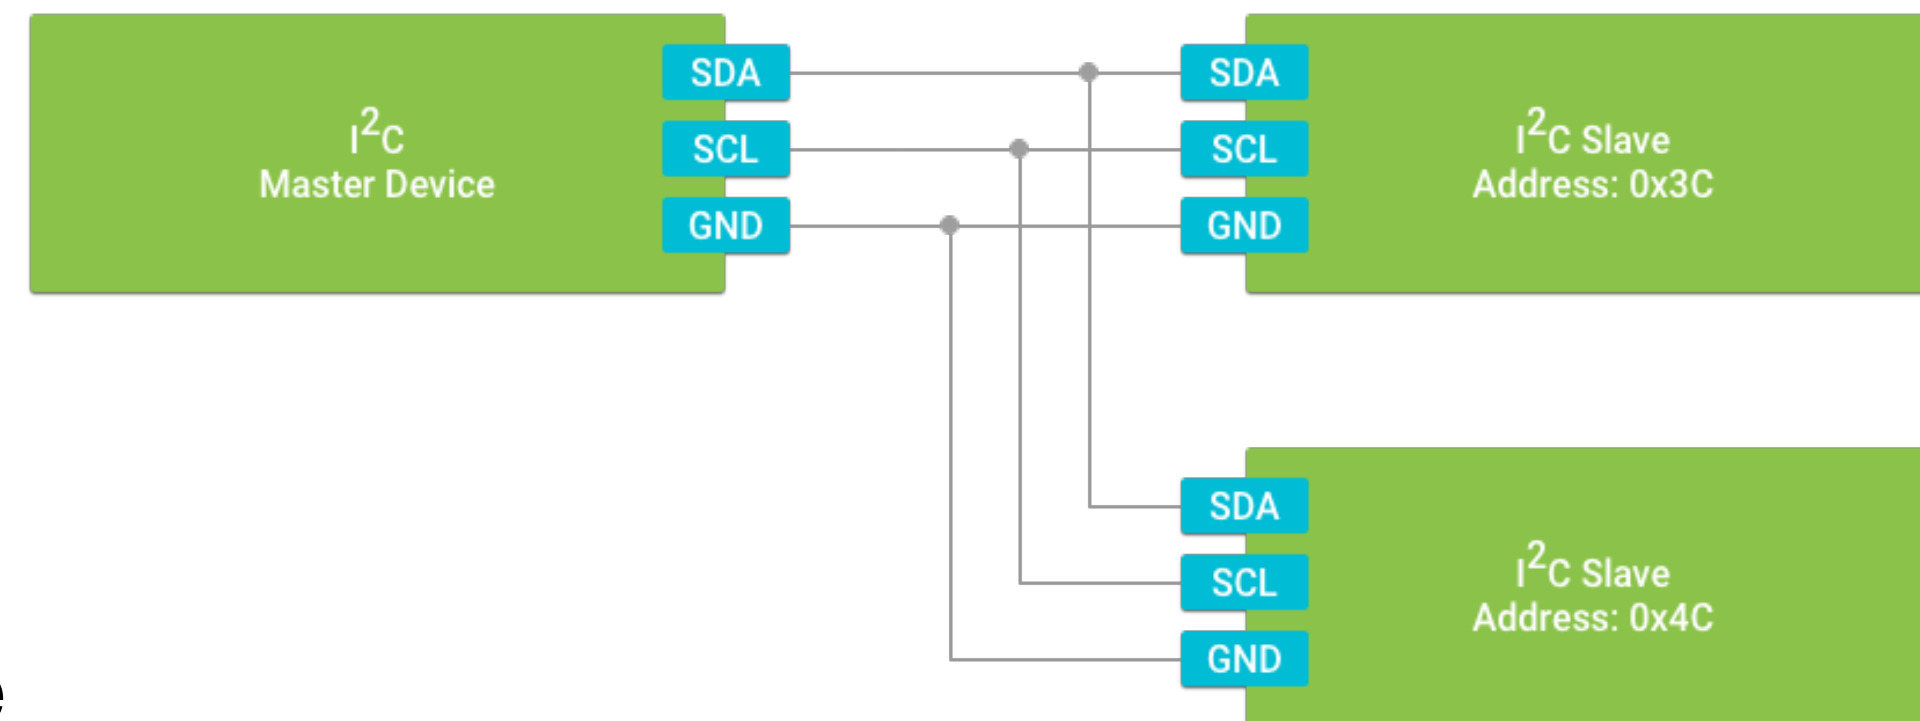 I²C
Master Device
SDA
SCL
GND
SDA
SCL
GND
I²C Slave
Address: 0x3C
SDA
SCL
GND
I²C Slave
Address: 0x4C